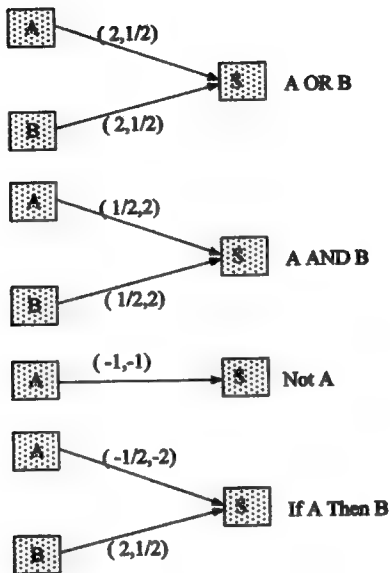 A
( 2,1/2)
S
A OR B
B
( 2,1/2)
A
( 1/2,2)
S
A AND B
B
( 1/2,2)
A
( -1,-1)
S
Not A
A
( -1/2,-2)
S
If A Then B
B
( 2,1/2)